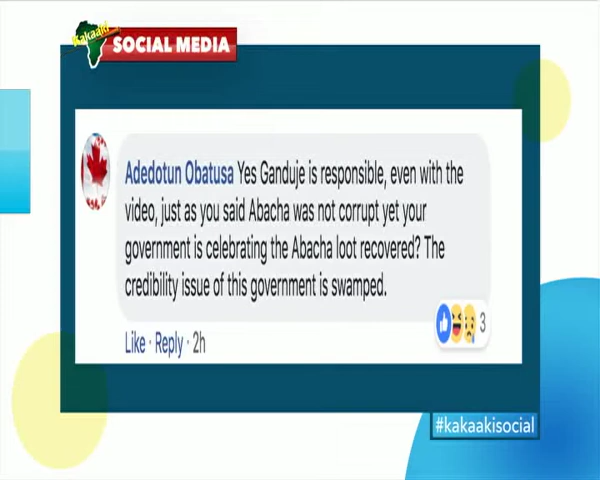 Kakaaki
SOCIAL MEDIA
Adedotun Obatusa Yes Ganduje is responsible, even with the
video, just as you said Abacha was not corrupt yet your
government is celebrating the Abacha loot recovered? The
credibility issue of this government is swamped.
3
Like · Reply · 2h
#kakaakisocial